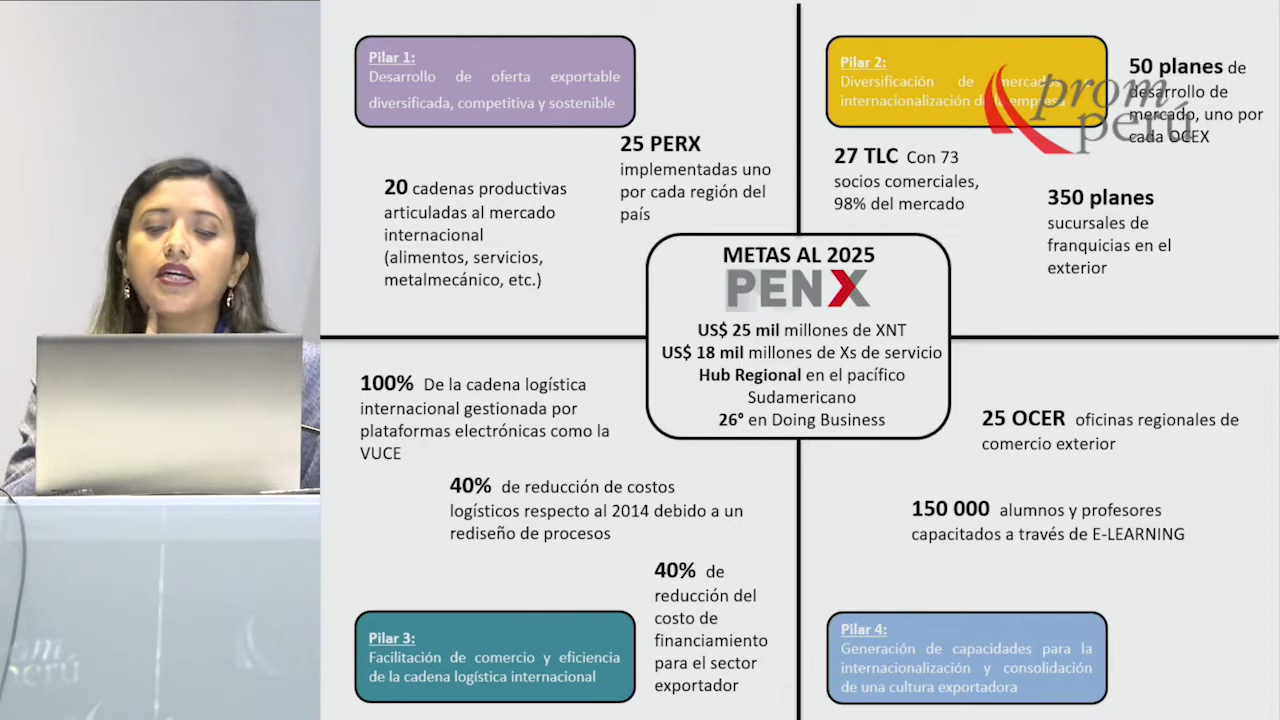 Pilar 1:
Desarrollo de oferta exportable
diversificada, competitiva y sostenible
25 PERX
implementadas uno
por cada región del
país
20 cadenas productivas
articuladas al mercado
internacional
(alimentos, servicios,
metalmecánico, etc.)
Pilar 2:
Diversificación de mercados
internacionalización de la empresa
prom
perú
50 planes de
desarrollo de
mercado, uno por
cada OCEX
27 TLC Con 73
socios comerciales,
98% del mercado
350 planes
sucursales de
franquicias en el
exterior
METAS AL 2025
PENX
US$ 25 mil millones de XNT
US$ 18 mil millones de Xs de servicio
Hub Regional en el pacífico
Sudamericano
26° en Doing Business
100% De la cadena logística
internacional gestionada por
plataformas electrónicas como la
VUCE
40% de reducción de costos
logísticos respecto al 2014 debido a un
rediseño de procesos
40% de
reducción del
costo de
financiamiento
para el sector
exportador
Pilar 3:
Facilitación de comercio y eficiencia
de la cadena logística internacional
25 OCER oficinas regionales de
comercio exterior
150 000 alumnos y profesores
capacitados a través de E-LEARNING
Pilar 4:
Generación de capacidades para la
internacionalización y consolidación
de una cultura exportadora